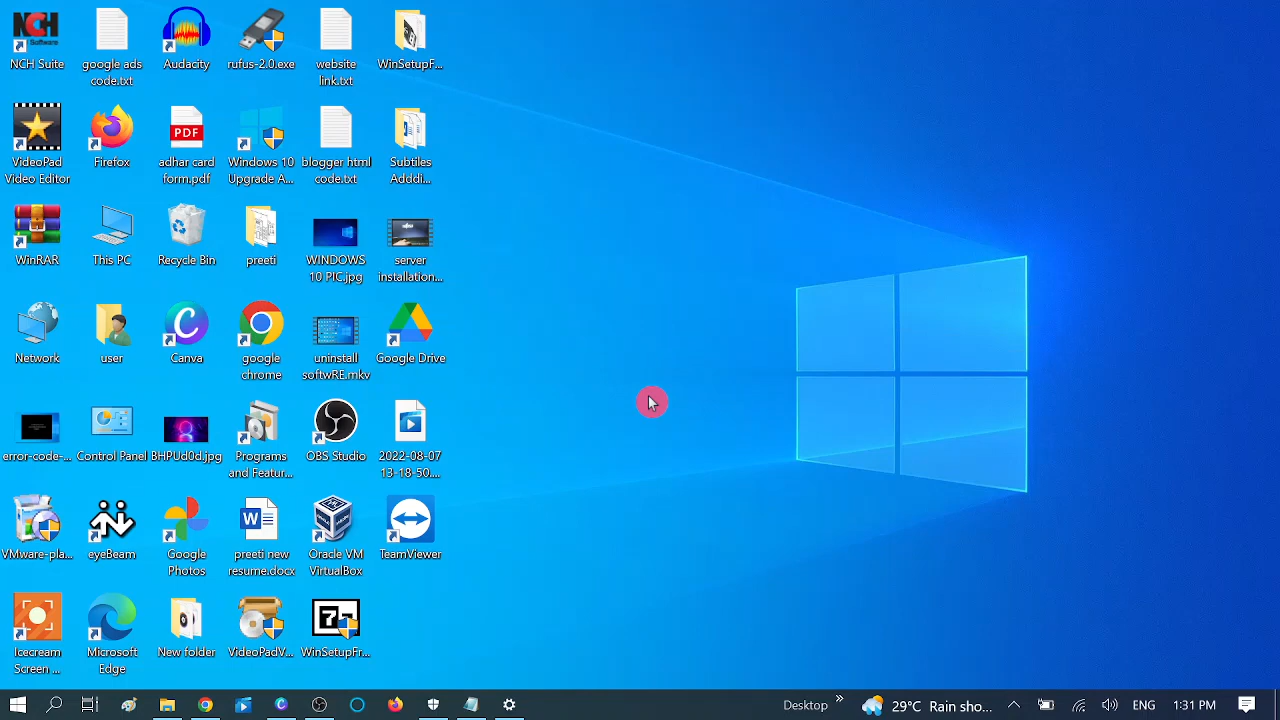 NCH
Software
NCH Suite
google ads
code.txt
Audacity
rufus-2.0.exe
website
link.txt
WinSetupF...
VideoPad
Video Editor
Firefox
PDF
adhar card
form.pdf
Windows 10
Upgrade A...
blogger html
code.txt
Subtiles
Adddi...
WinRAR
This PC
Recycle Bin
preeti
WINDOWS
10 PIC.jpg
server
installation...
Network
user
C
Canva
google
chrome
uninstall
softwRE.mkv
Google Drive
error-code-...
Control Panel
BHPUd0d.jpg
Programs
and Featur...
OBS Studio
2022-08-07
13-18-50....
VMware-pla...
eyeBeam
Google
Photos
W
preeti new
resume.docx
Oracle VM
VirtualBox
TeamViewer
Icecream
Screen ...
Microsoft
Edge
New folder
VideoPadV...
WinSetupFr...
Desktop
29°C Rain sho...
ENG
1:31 PM